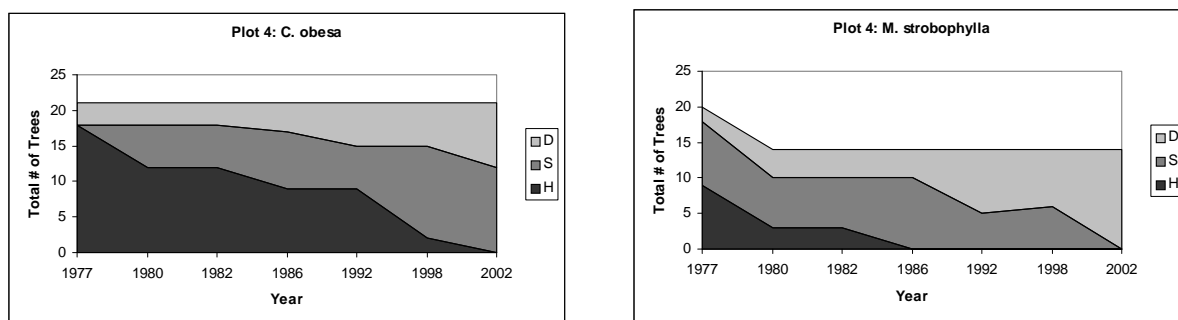 Plot 4: C. obesa
25
20
15
10
5
0
Total # of Trees
1977 1980 1982 1986 1992 1998 2002
Year
D
S
H
Plot 4: M. strobophylla
25
20
15
10
5
0
Total # of Trees
1977 1980 1982 1986 1992 1998 2002
Year
D
S
H